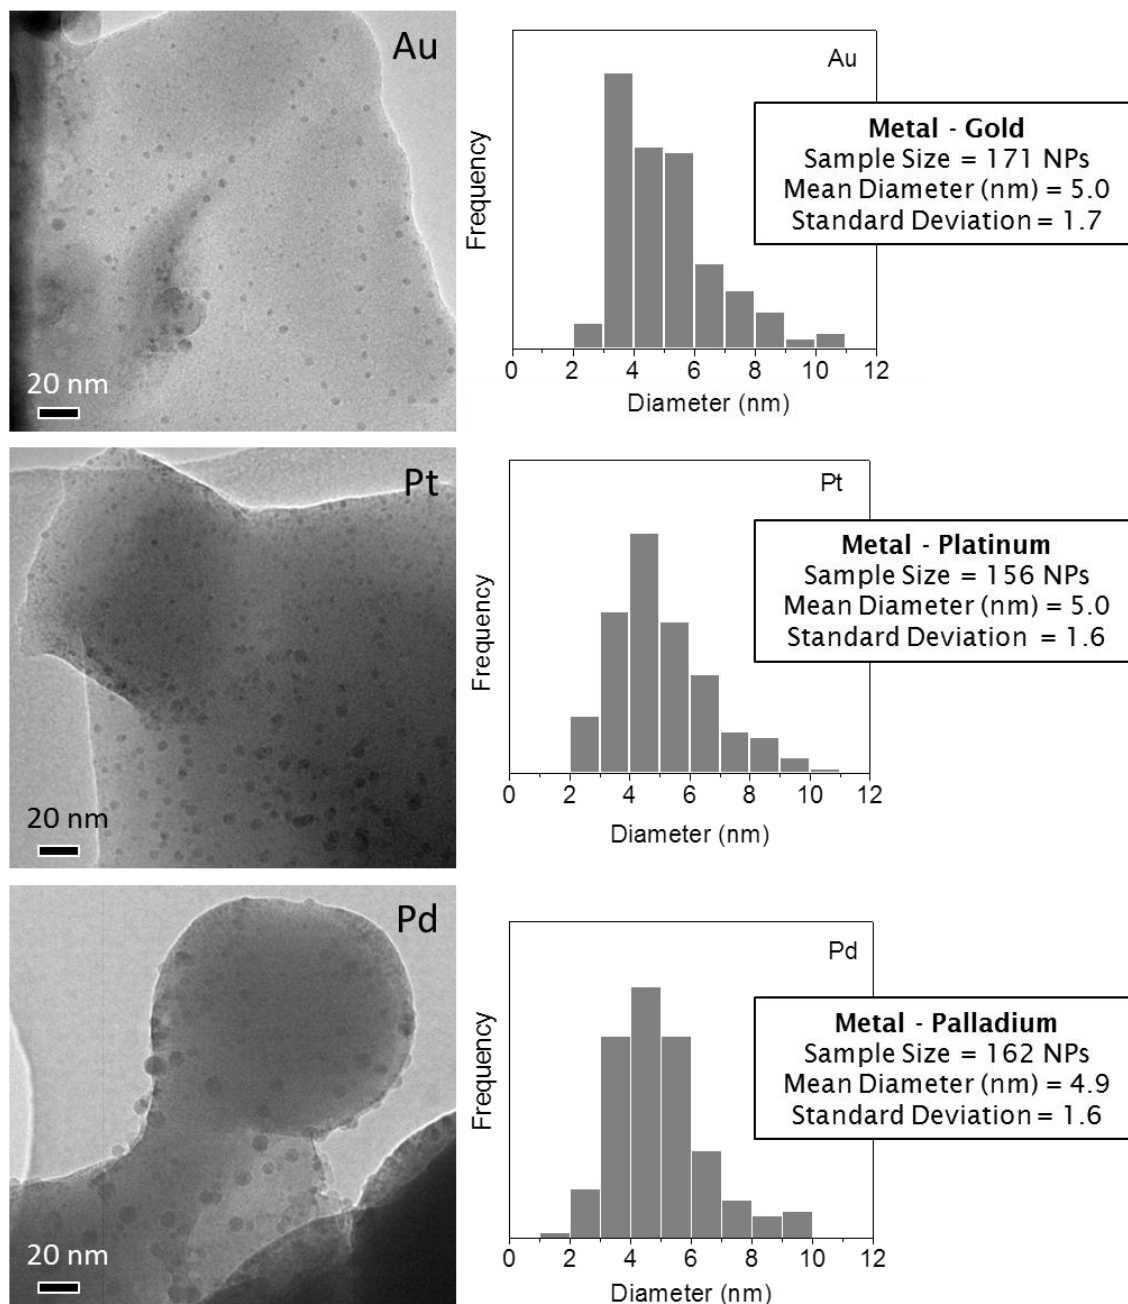 Au
20 nm
Au
Frequency
0 2 4 6 8 10 12
Diameter (nm)
Metal - Gold
Sample Size = 171 NPs
Mean Diameter (nm) = 5.0
Standard Deviation = 1.7
Pt
20 nm
Pt
Frequency
0 2 4 6 8 10 12
Diameter (nm)
Metal - Platinum
Sample Size = 156 NPs
Mean Diameter (nm) = 5.0
Standard Deviation = 1.6
Pd
20 nm
Pd
Frequency
0 2 4 6 8 10 12
Diameter (nm)
Metal - Palladium
Sample Size = 162 NPs
Mean Diameter (nm) = 4.9
Standard Deviation = 1.6